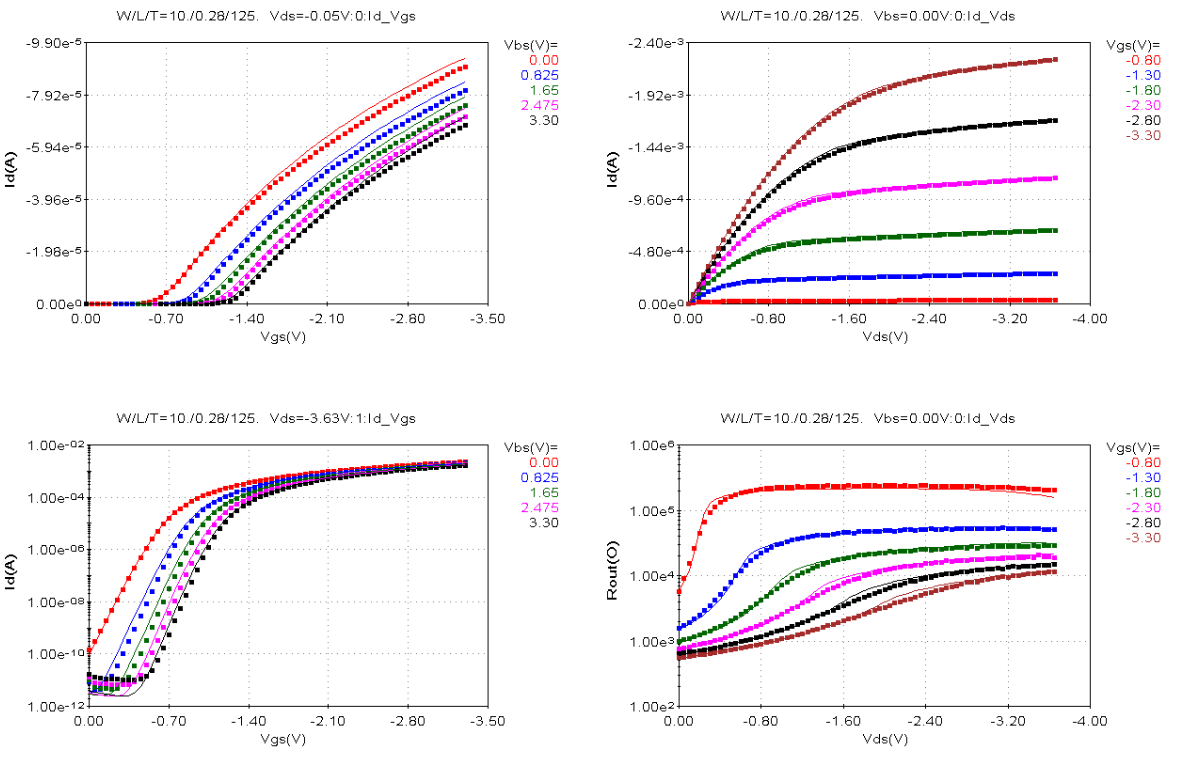 W/L/T=10./0.28/125. Vds=-0.05V:0:Id_Vgs
-9.90e-5
-7.92e-5
-5.94e-5
-3.96e-5
-1.98e-5
0.0e0
Id(A)
0.00 -0.70 -1.40 -2.10 -2.80 -3.50
Vgs(V)
Vbs(V)=
0.00
0.825
1.65
2.475
3.30
W/L/T=10./0.28/125. Vbs=0.00V:0:Id_Vds
-2.40e-3
-1.92e-3
-1.44e-3
-9.60e-4
-4.80e-4
0.0e0
Id(A)
0.00 -0.80 -1.60 -2.40 -3.20 -4.00
Vds(V)
Vgs(V)=
-0.80
-1.30
-1.80
-2.30
-2.80
-3.30
W/L/T=10./0.28/125. Vds=-3.63V:1:Id_Vgs
1.00e-02
1.00e-04
1.00e-06
1.00e-08
1.00e-10
1.00e-12
Id(A)
0.00 -0.70 -1.40 -2.10 -2.80 -3.50
Vgs(V)
Vbs(V)=
0.00
0.825
1.65
2.475
3.30
W/L/T=10./0.28/125. Vbs=0.00V:0:Id_Vds
1.00e6
1.00e5
1.00e4
1.00e3
1.00e2
Rout(O)
0.00 -0.80 -1.60 -2.40 -3.20 -4.00
Vds(V)
Vgs(V)=
-0.80
-1.30
-1.80
-2.30
-2.80
-3.30